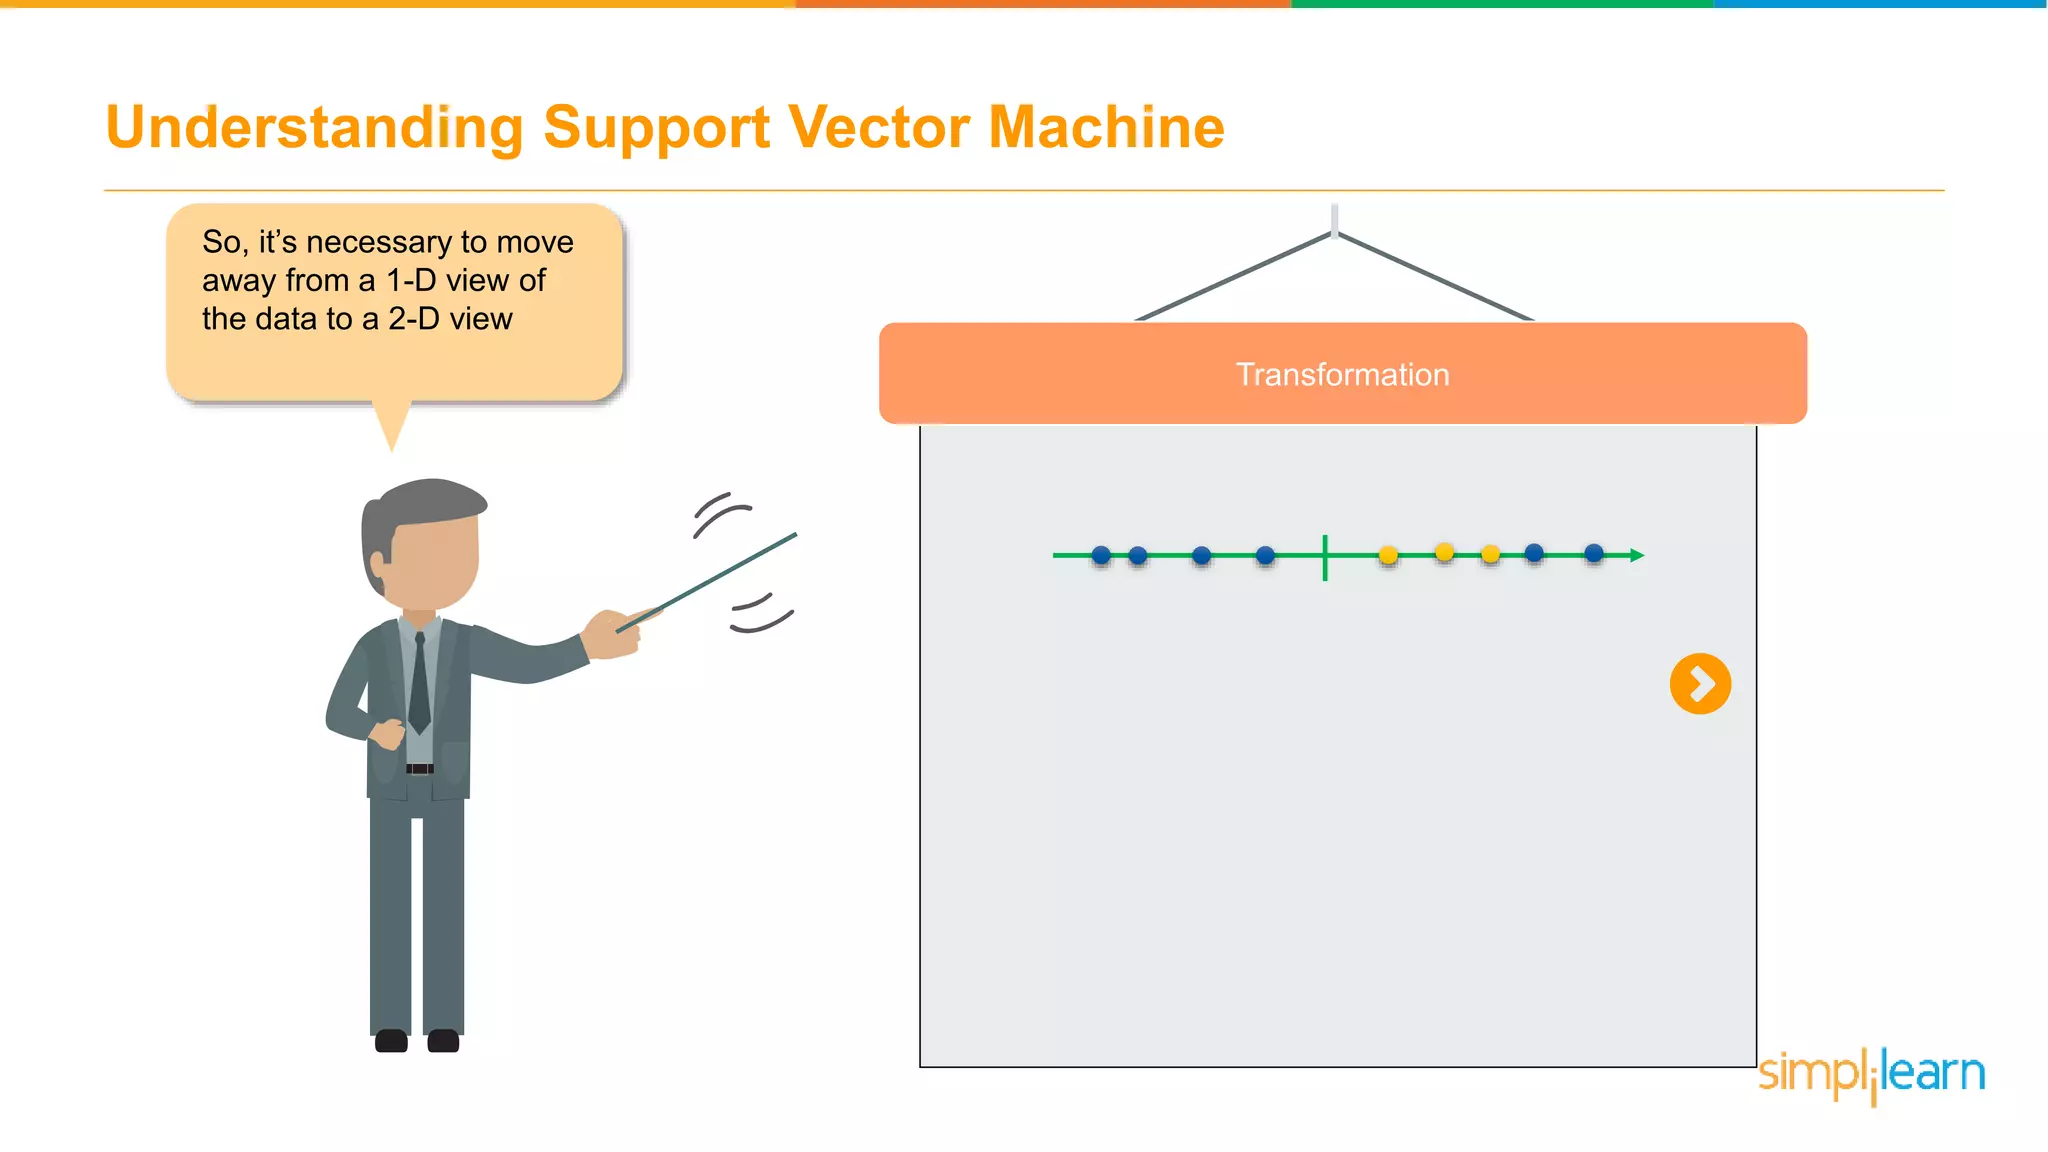 Understanding Support Vector Machine
So, it’s necessary to move
away from a 1-D view of
the data to a 2-D view
Transformation
simplilearn